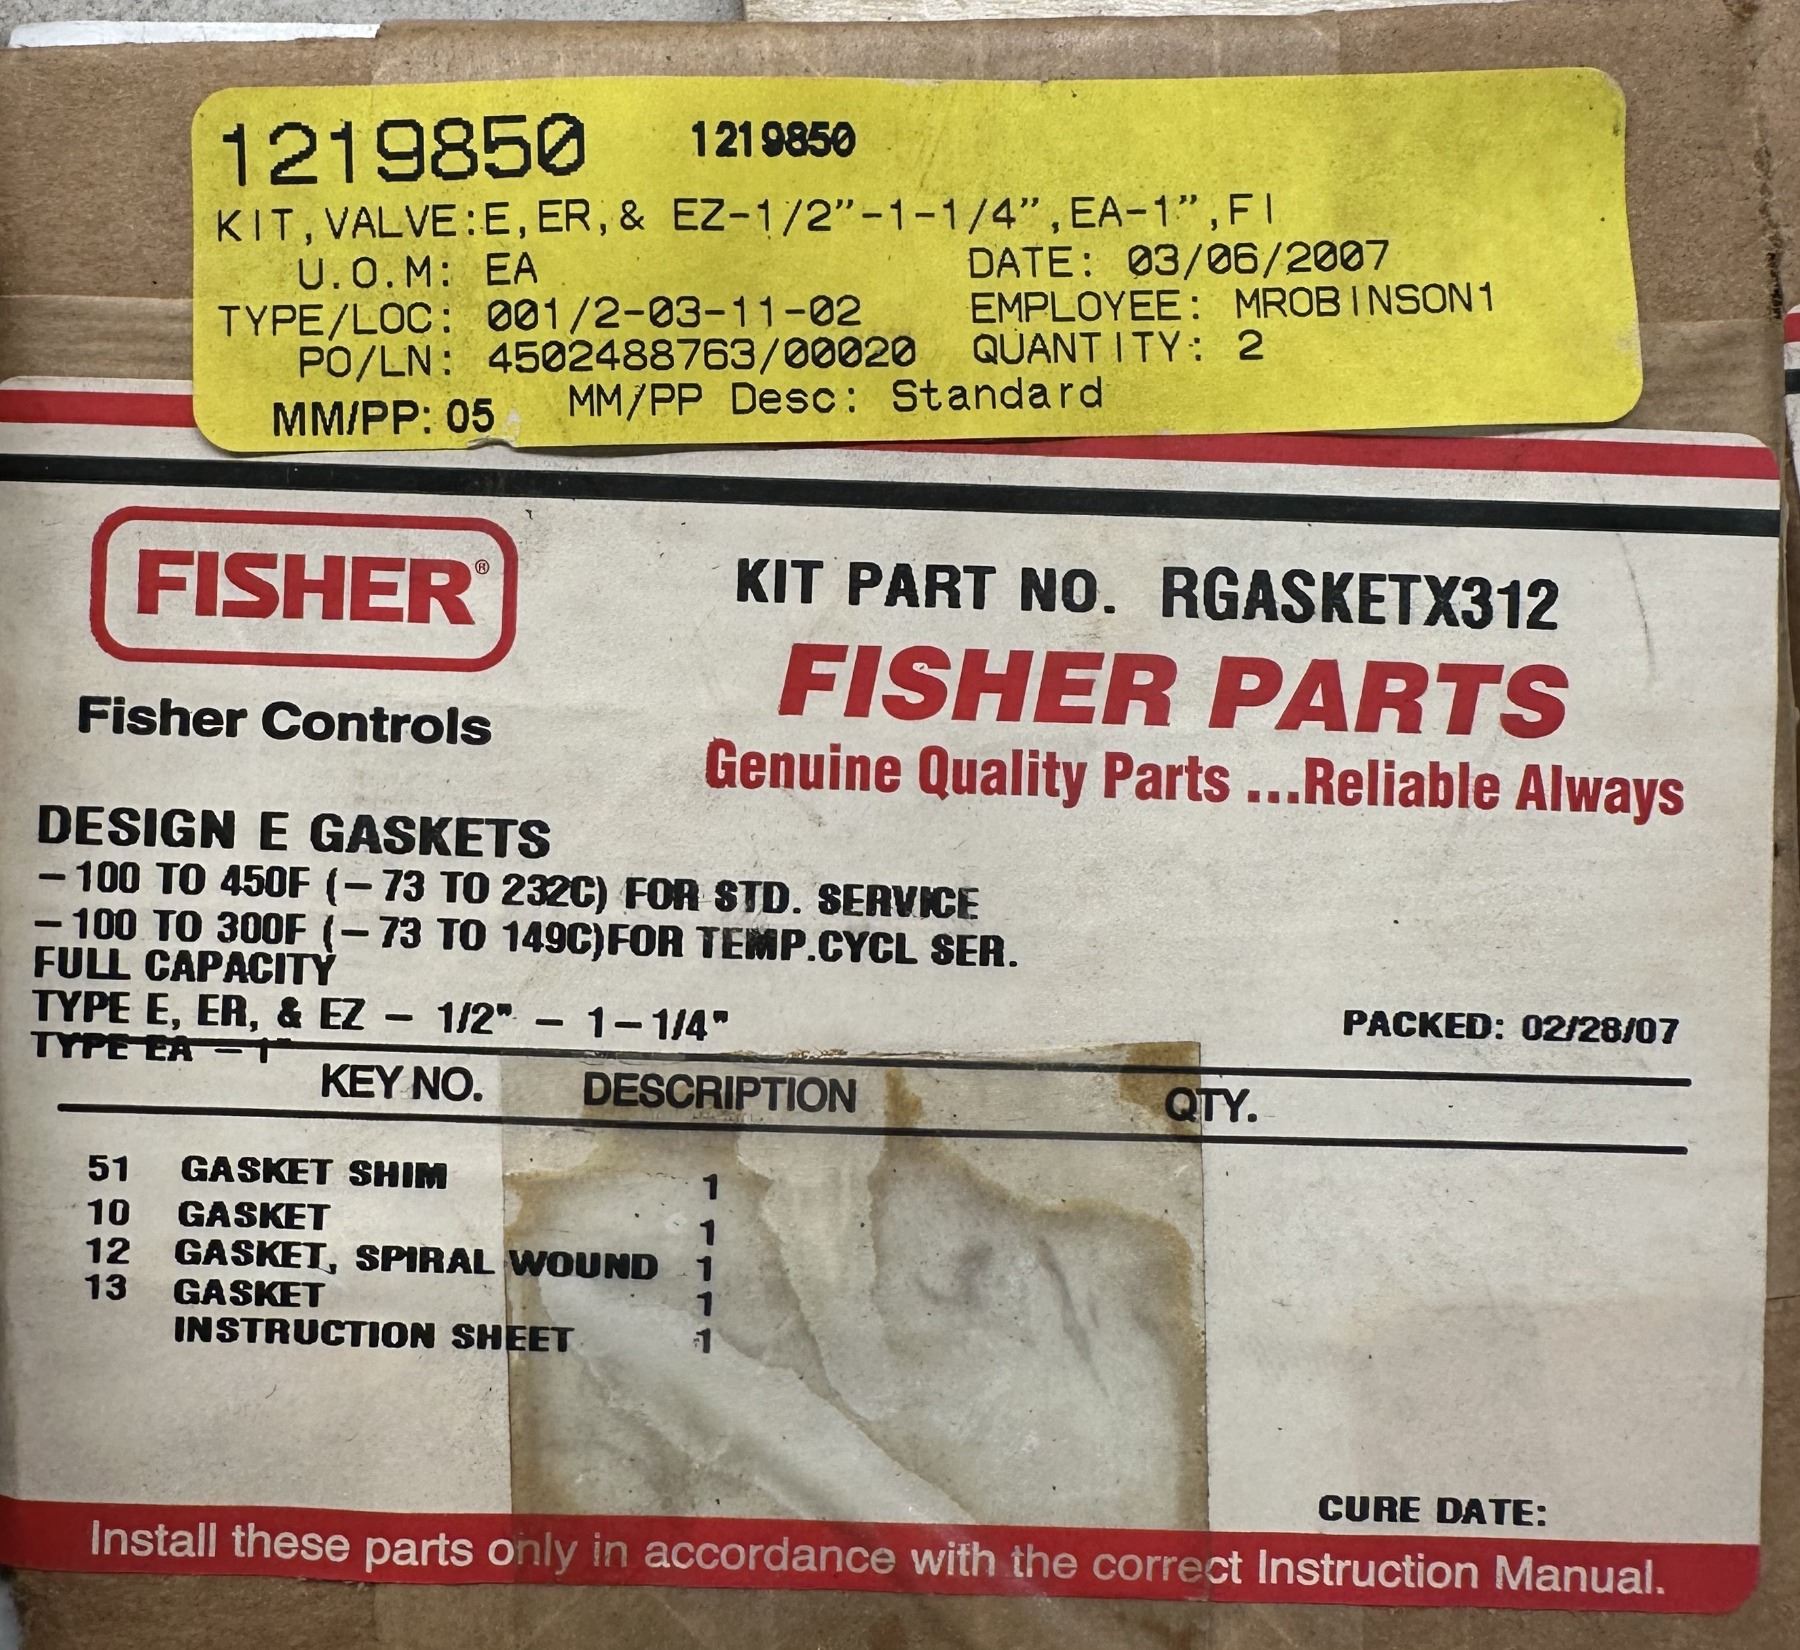 1219850 1219850
KIT,VALVE:E,ER,& EZ-1/2"-1-1/4",EA-1",FI
U.O.M: EA DATE: 03/06/2007
TYPE/LOC: 001/2-03-11-02 EMPLOYEE: MROBINSON1
PO/LN: 4502488763/00020 QUANTITY: 2
MM/PP: 05 MM/PP Desc: Standard
FISHER®
Fisher Controls
KIT PART NO. RGASKETX312
FISHER PARTS
Genuine Quality Parts ...Reliable Always
DESIGN E GASKETS
-100 TO 450F (-73 TO 232C) FOR STD. SERVICE
-100 TO 300F (-73 TO 149C)FOR TEMP.CYCL SER.
FULL CAPACITY
TYPE E, ER, & EZ - 1/2" - 1-1/4"
TYPE EA - 1"
PACKED: 02/28/07
KEY NO. DESCRIPTION QTY.
51 GASKET SHIM 1
10 GASKET 1
12 GASKET, SPIRAL WOUND 1
13 GASKET 1
INSTRUCTION SHEET 1
CURE DATE:
Install these parts only in accordance with the correct Instruction Manual.